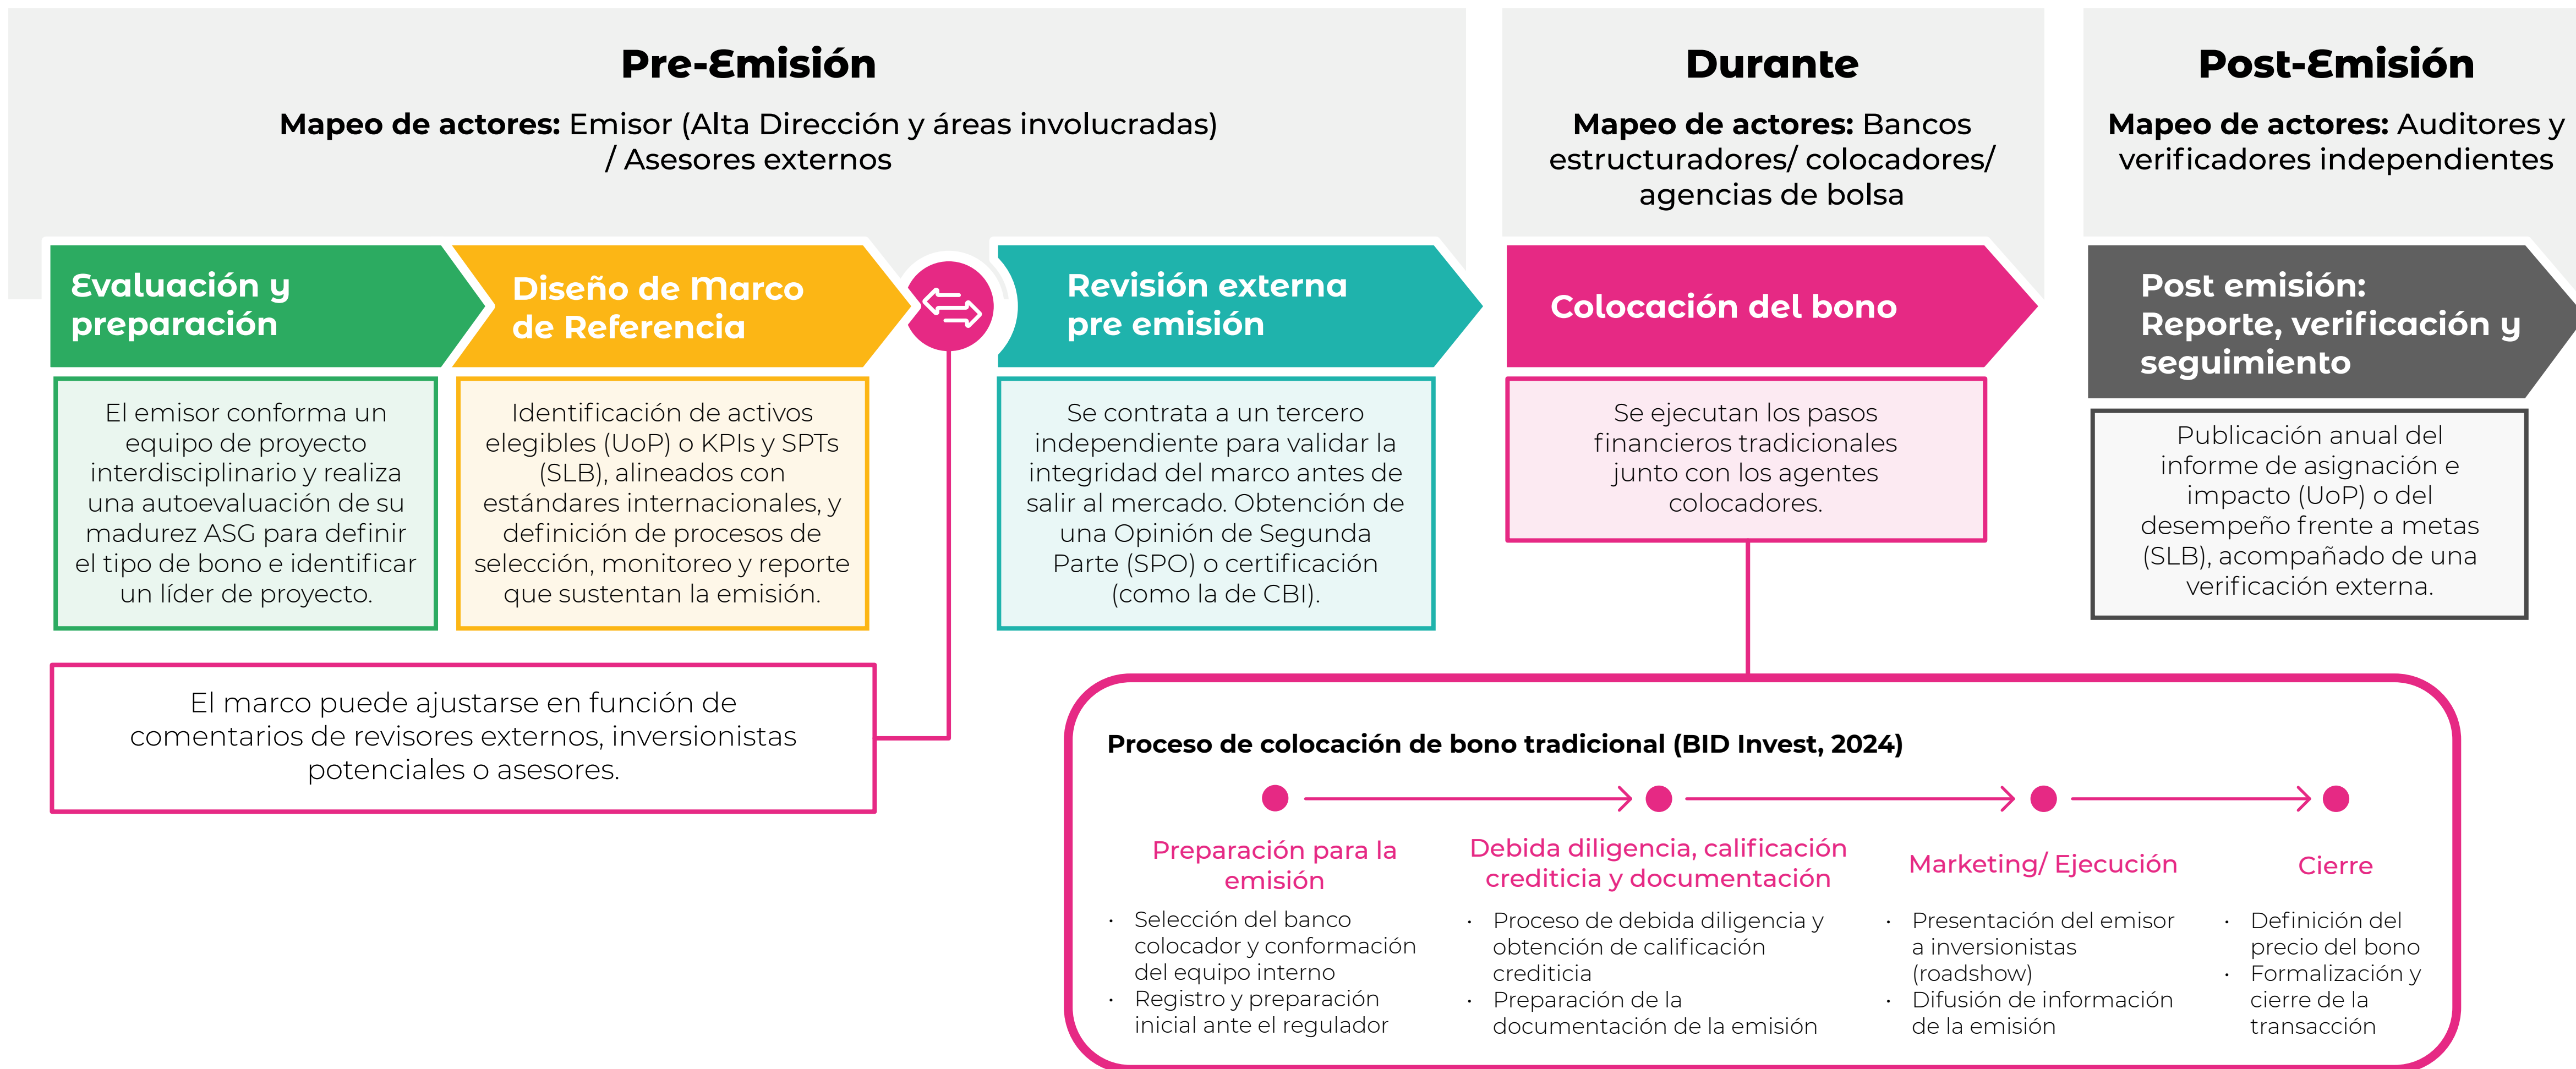 Pre-Emisión
Mapeo de actores: Emisor (Alta Dirección y áreas involucradas)
/ Asesores externos
Durante
Mapeo de actores: Bancos
estructuradores/ colocadores/
agencias de bolsa
Post-Emisión
Mapeo de actores: Auditores y
verificadores independientes
Evaluación y
preparación
El emisor conforma un
equipo de proyecto
interdisciplinario y realiza
una autoevaluación de su
madurez ASG para definir
el tipo de bono e identificar
un líder de proyecto.
Diseño de Marco
de Referencia
Identificación de activos
elegibles (UoP) o KPIs y SPTs
(SLB), alineados con
estándares internacionales, y
definición de procesos de
selección, monitoreo y reporte
que sustentan la emisión.
El marco puede ajustarse en función de
comentarios de revisores externos, inversionistas
potenciales o asesores.
Revisión externa
pre emisión
Se contrata a un tercero
independiente para validar la
integridad del marco antes de
salir al mercado. Obtención de
una Opinión de Segunda
Parte (SPO) o certificación
(como la de CBI).
Colocación del bono
Se ejecutan los pasos
financieros tradicionales
junto con los agentes
colocadores.
Post emisión:
Reporte, verificación y
seguimiento
Publicación anual del
informe de asignación e
impacto (UoP) o del
desempeño frente a metas
(SLB), acompañado de una
verificación externa.
Proceso de colocación de bono tradicional (BID Invest, 2024)
Preparación para la
emisión
• Selección del banco
colocador y conformación
del equipo interno
• Registro y preparación
inicial ante el regulador
Debida diligencia, calificación
crediticia y documentación
• Proceso de debida diligencia y
obtención de calificación
crediticia
• Preparación de la
documentación de la emisión
Marketing/ Ejecución
• Presentación del emisor
a inversionistas
(roadshow)
• Difusión de información
de la emisión
Cierre
• Definición del
precio del bono
• Formalización y
cierre de la
transacción